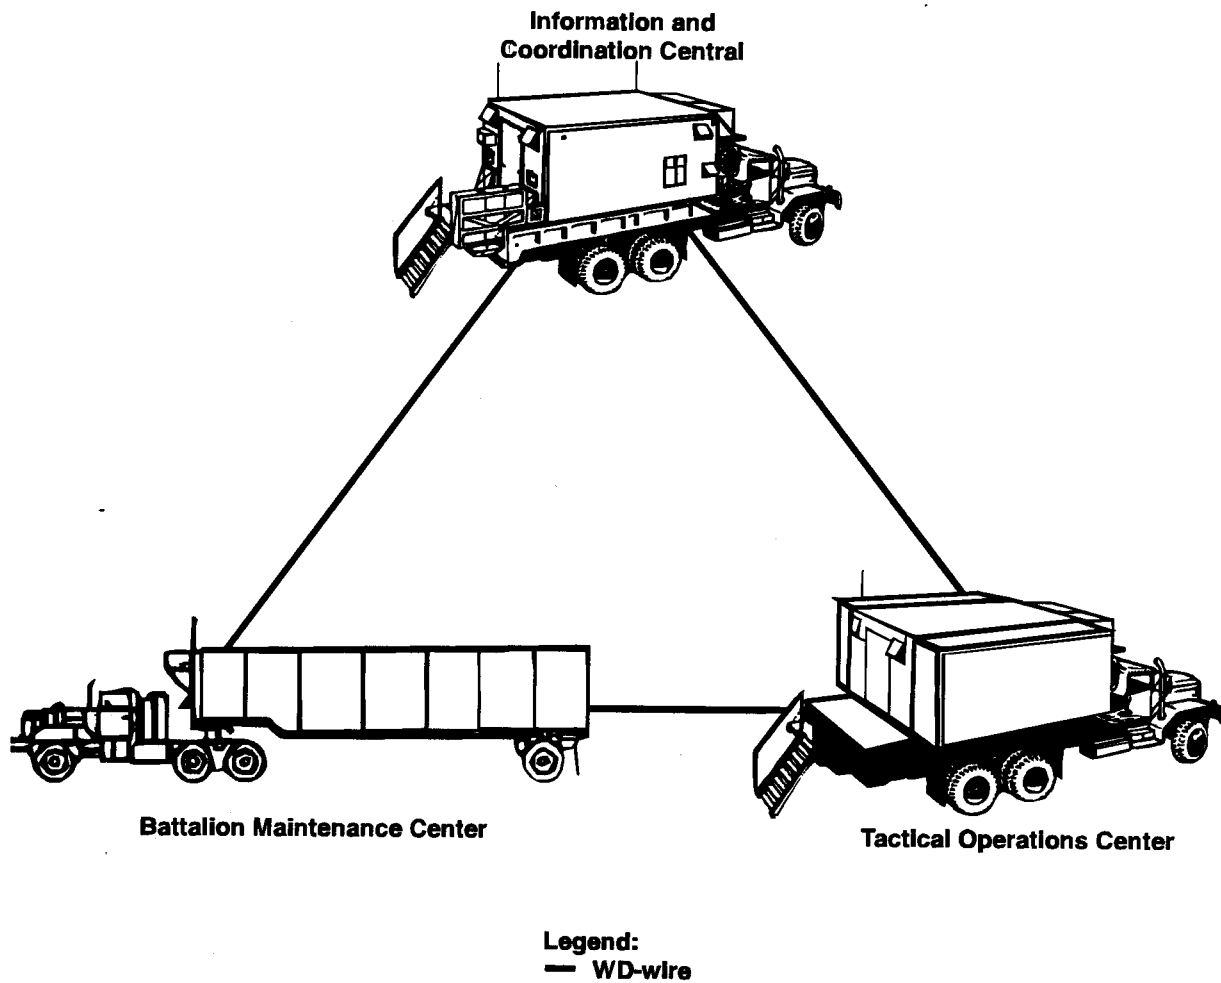 Information and
Coordination Central
Battalion Maintenance Center
Tactical Operations Center
Legend:
WD-wire